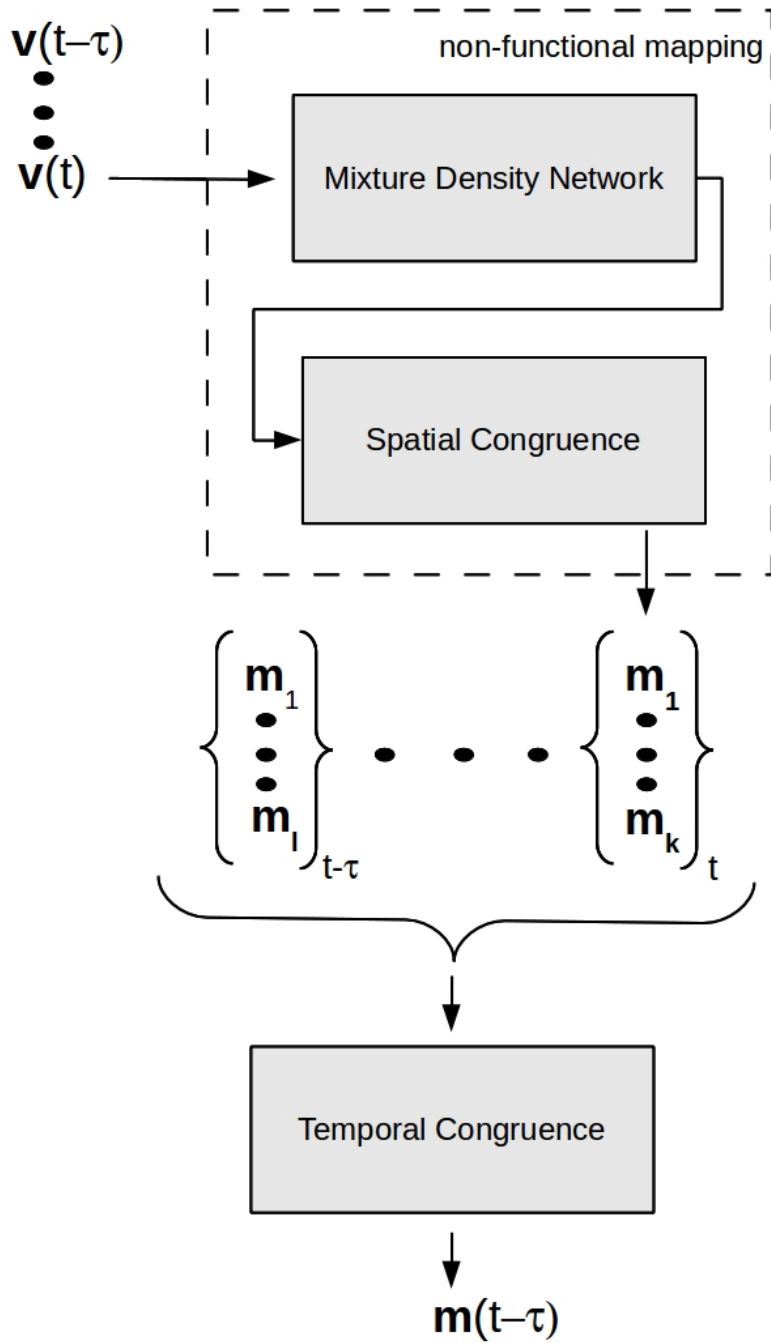 v(t–τ)
non-functional mapping
v(t)
Mixture Density Network
Spatial Congruence
m1
m1
ml
mk
t-τ
t
Temporal Congruence
m(t–τ)